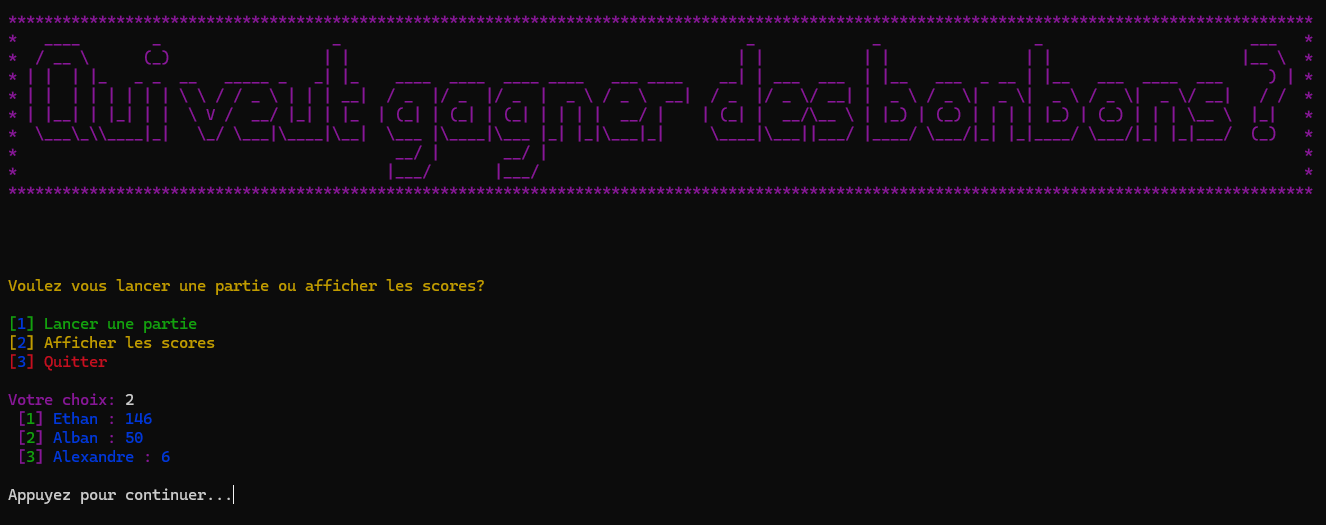 Qui veut gagner des bonbons ?
Voulez vous lancer une partie ou afficher les scores?
[1] Lancer une partie
[2] Afficher les scores
[3] Quitter
Votre choix: 2
[1] Ethan : 146
[2] Alban : 50
[3] Alexandre : 6
Appuyez pour continuer...